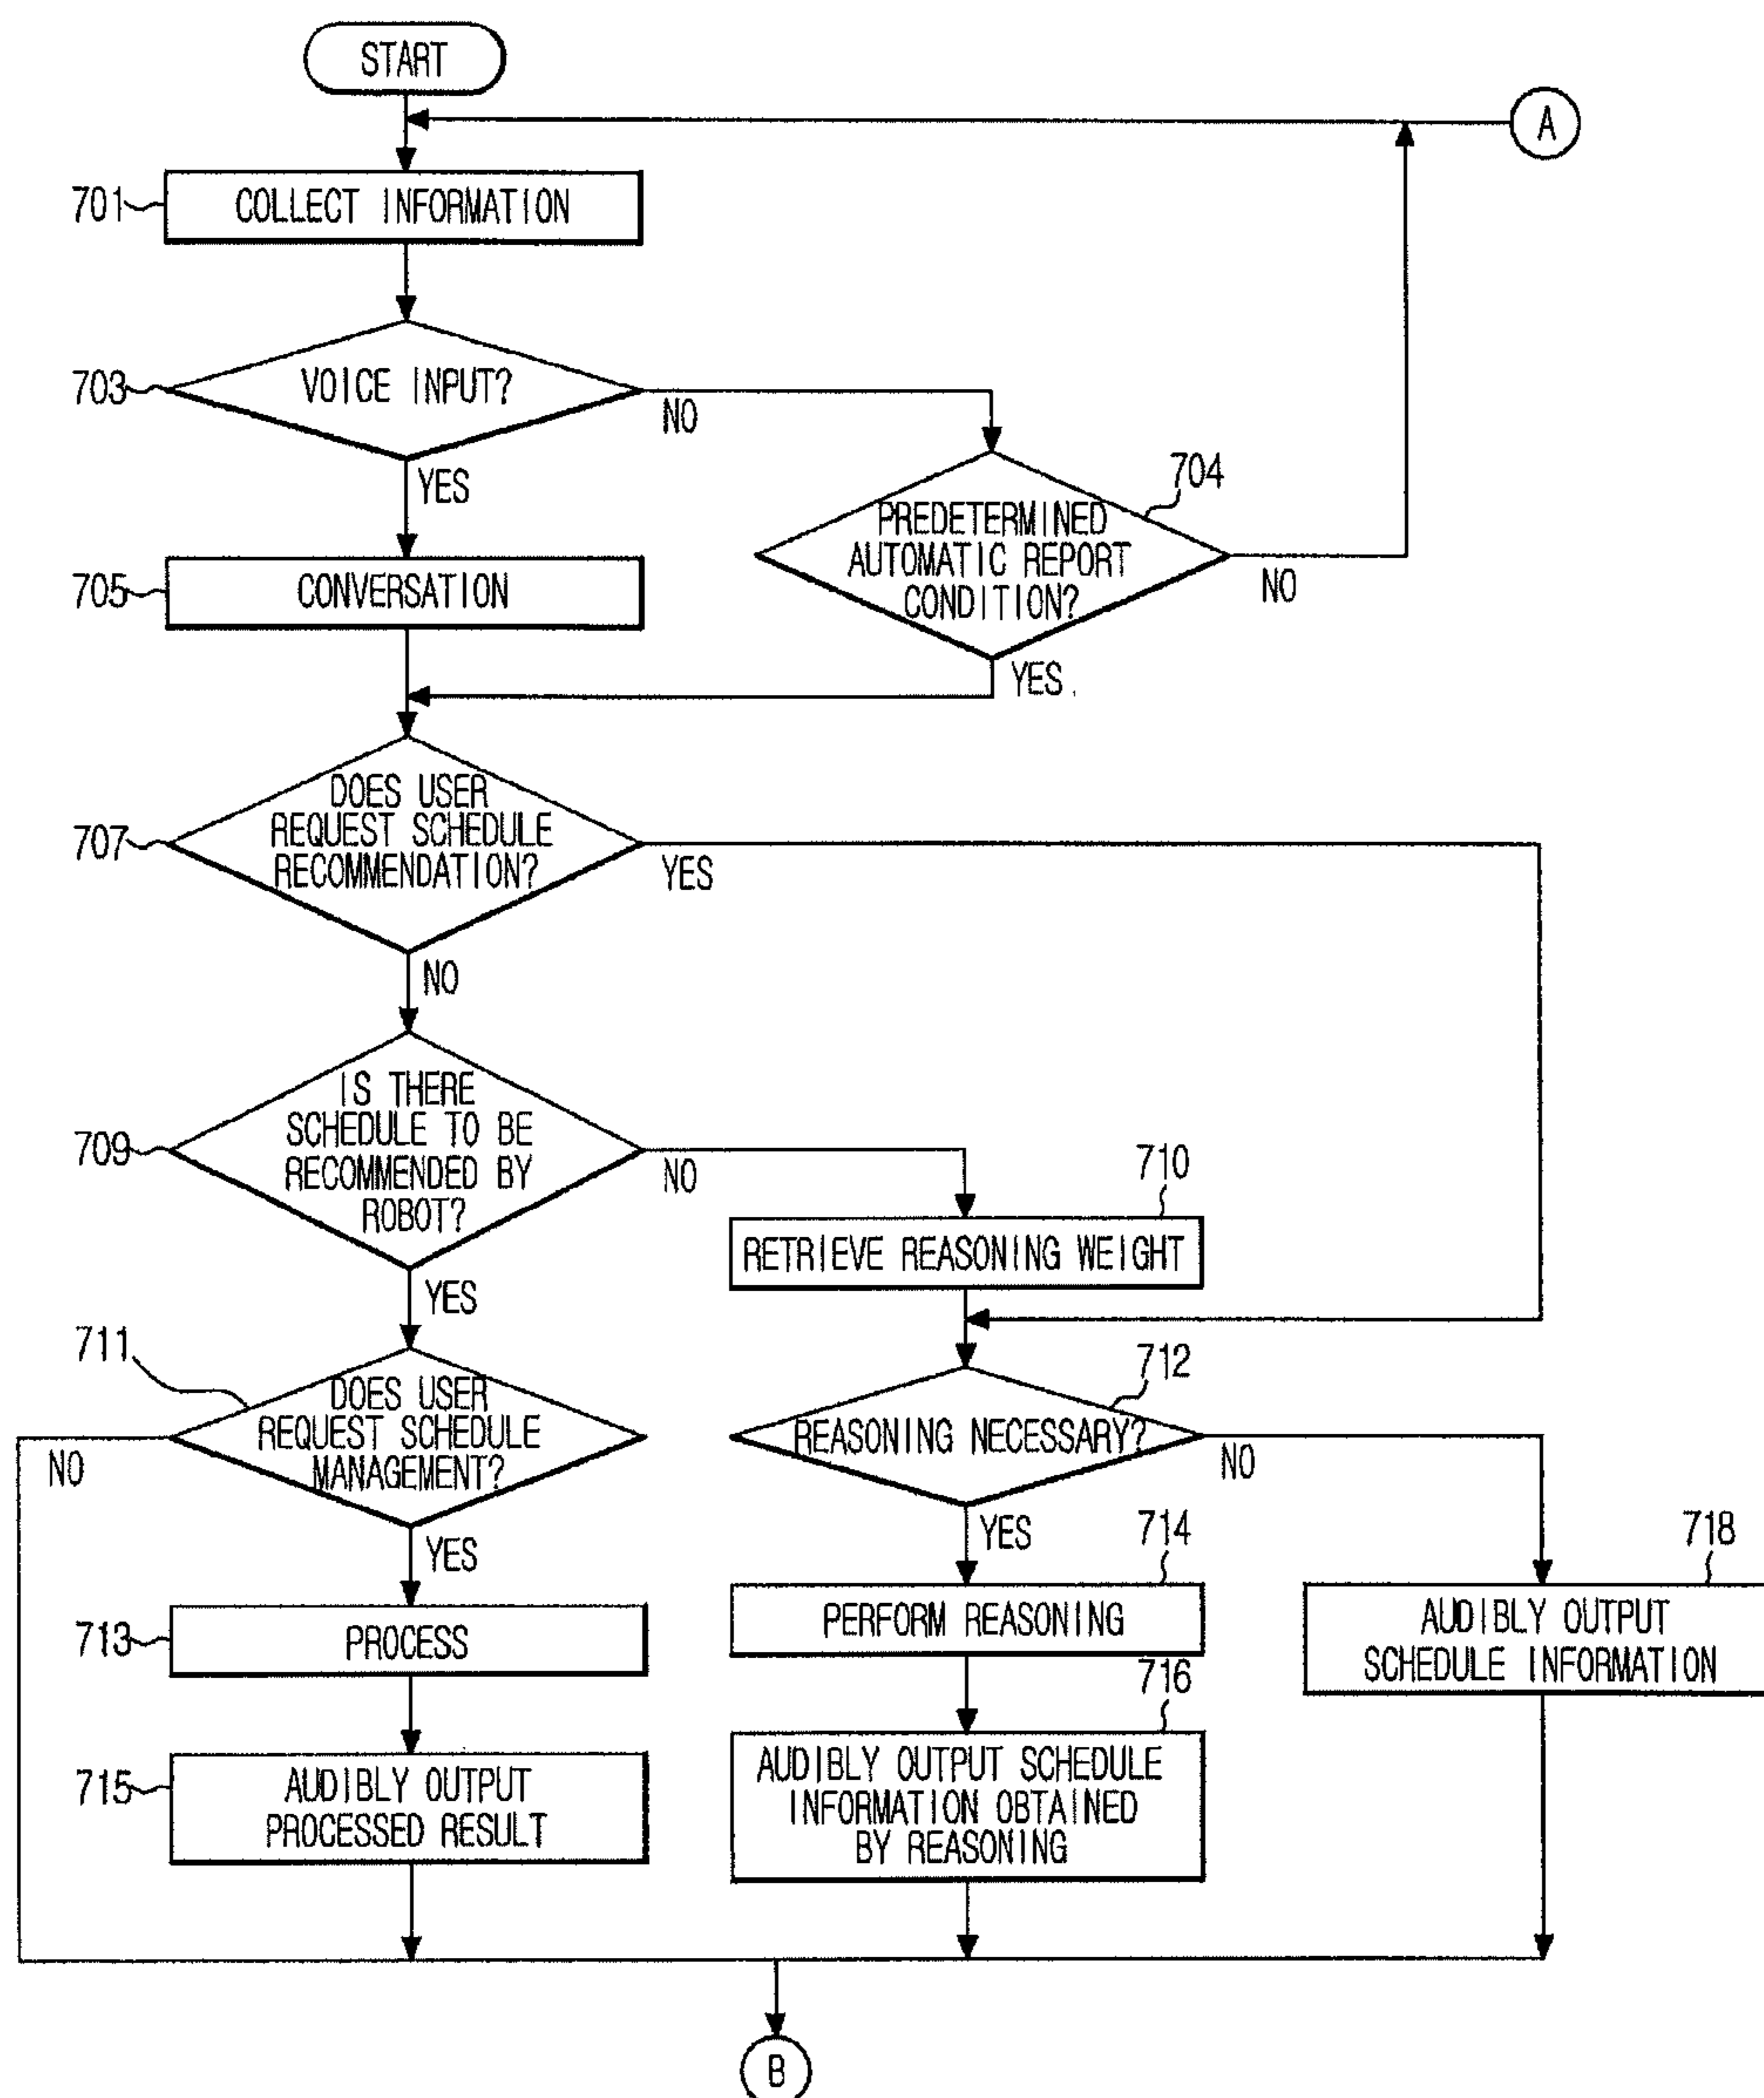 START
A
701
COLLECT INFORMATION
703
VOICE INPUT?
NO
YES
704
PREDETERMINED
AUTOMATIC REPORT
CONDITION?
NO
YES
705
CONVERSATION
707
DOES USER
REQUEST SCHEDULE
RECOMMENDATION?
YES
NO
709
IS THERE
SCHEDULE TO BE
RECOMMENDED BY
ROBOT?
NO
YES
710
RETRIEVE REASONING WEIGHT
711
DOES USER
REQUEST SCHEDULE
MANAGEMENT?
NO
YES
712
REASONING NECESSARY?
NO
YES
713
PROCESS
714
PERFORM REASONING
718
AUDIBLY OUTPUT
SCHEDULE INFORMATION
715
AUDIBLY OUTPUT
PROCESSED RESULT
716
AUDIBLY OUTPUT SCHEDULE
INFORMATION OBTAINED
BY REASONING
B